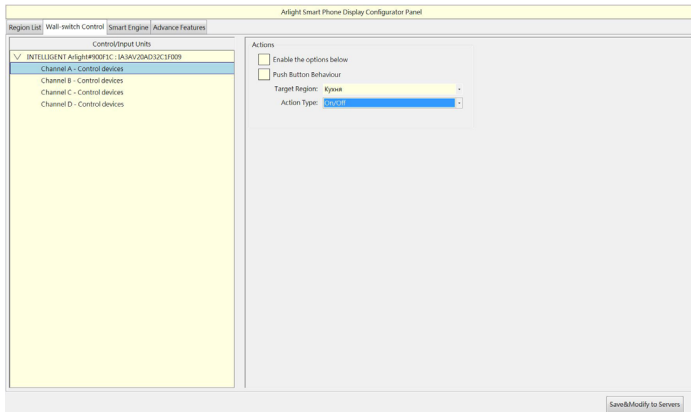 Arlight Smart Phone Display Configurator Panel
Region List Wall-switch Control Smart Engine Advance Features
Control/Input Units
INTELLIGENT Arlight#900F1C : IA3AV20AD32C1F009
Channel A - Control devices
Channel B - Control devices
Channel C - Control devices
Channel D - Control devices
Actions
Enable the options below
Push Button Behaviour
Target Region: Кухня
Action Type: On/Off
Save&Modify to Servers